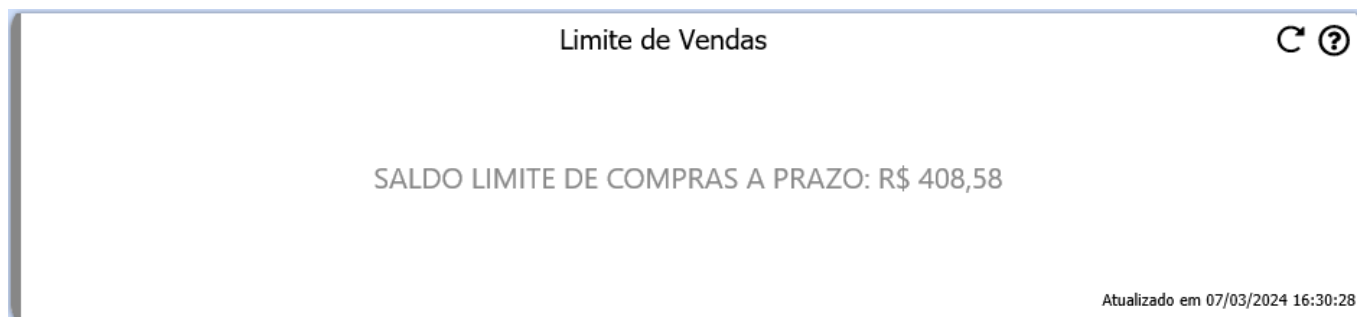 Limite de Vendas
SALDO LIMITE DE COMPRAS A PRAZO: R$ 408,58
Atualizado em 07/03/2024 16:30:28